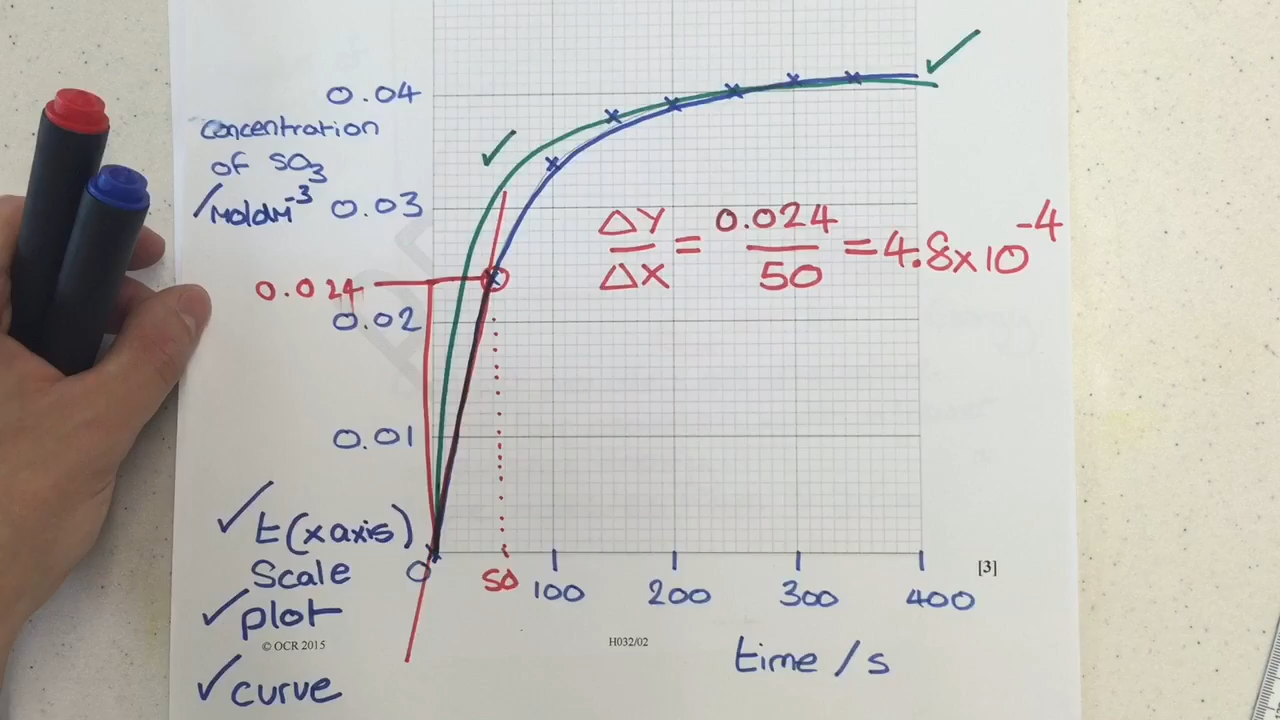 0.04
concentration
of SO₃
/moldm⁻³
0.03
ΔY/ΔX = 0.024/50 = 4.8x10⁻⁴
0.024
0.02
0.01
t(x axis)
Scale
plot
curve
0
50
100
200
300
400
[3]
time /s
© OCR 2015
H032/02